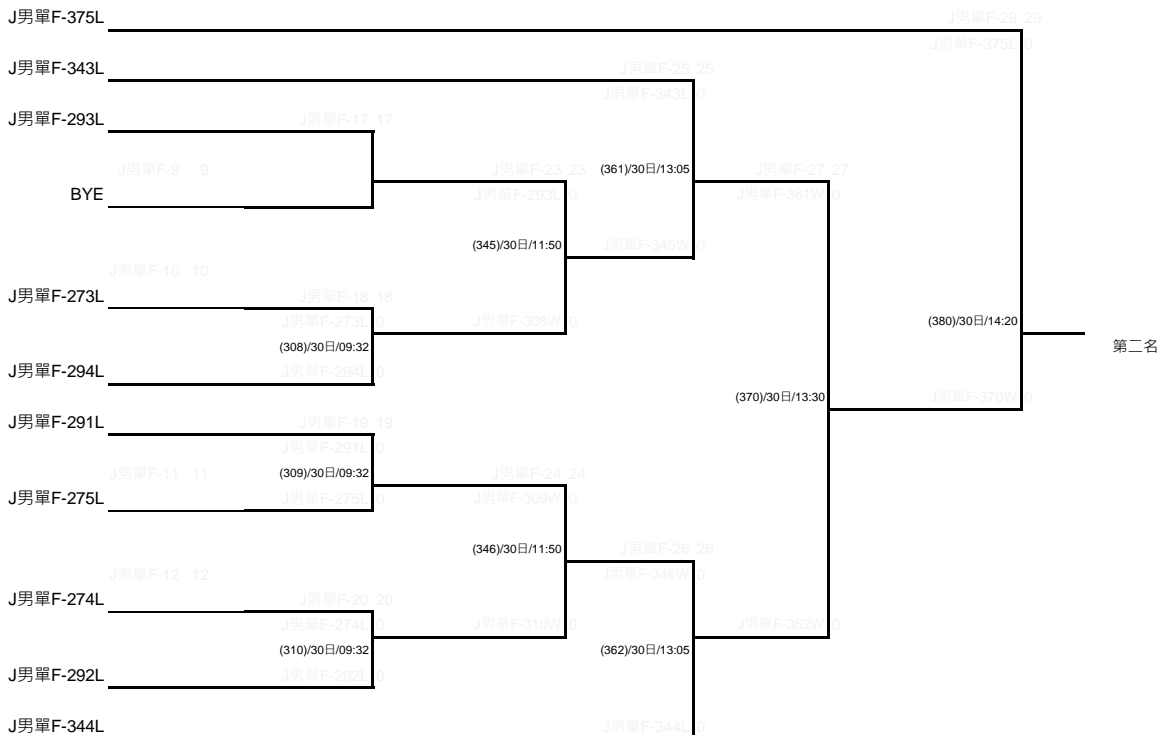 J男單F-375L
J男單F-29 29
J男單F-375L 0
J男單F-343L
J男單F-25 25
J男單F-343L 0
J男單F-293L
J男單F-17 17
J男單F-9 9
J男單F-23 23
(361)/30日/13:05
J男單F-27 27
BYE
J男單F-293L 0
J男單F-361W 0
(345)/30日/11:50
J男單F-345W 0
J男單F-10 10
J男單F-273L
J男單F-18 18
J男單F-273L 0
J男單F-308W 0
(380)/30日/14:20
(308)/30日/09:32
第二名
J男單F-294L
J男單F-294L 0
(370)/30日/13:30
J男單F-370W 0
J男單F-291L
J男單F-19 19
J男單F-291L 0
J男單F-11 11
(309)/30日/09:32
J男單F-24 24
J男單F-275L
J男單F-275L 0
J男單F-309W 0
(346)/30日/11:50
J男單F-26 26
J男單F-12 12
J男單F-346W 0
J男單F-274L
J男單F-20 20
J男單F-274L 0
J男單F-310W 0
J男單F-362W 0
(310)/30日/09:32
(362)/30日/13:05
J男單F-292L
J男單F-292L 0
J男單F-344L
J男單F-344L 0